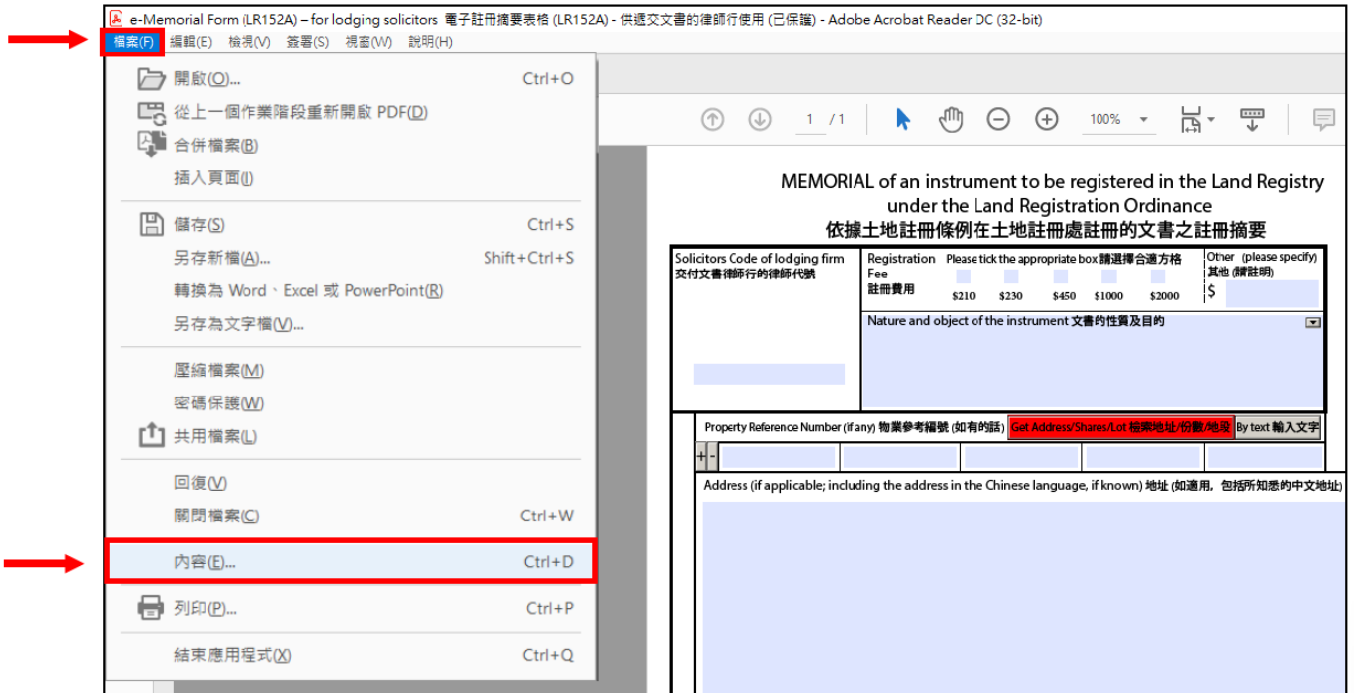 e-Memorial Form (LR152A) – for lodging solicitors 電子註冊摘要表格 (LR152A) - 供遞交文書的律師行使用 (已保護) - Adobe Acrobat Reader DC (32-bit)
檔案(F) 編輯(E) 檢視(V) 簽署(S) 視窗(W) 說明(H)
開啟(O)... Ctrl+O
從上一個作業階段重新開啟 PDF(D)
合併檔案(B)
插入頁面(I)
儲存(S) Ctrl+S
另存新檔(A)... Shift+Ctrl+S
轉換為 Word、Excel 或 PowerPoint(R)
另存為文字檔(V)...
壓縮檔案(M)
密碼保護(W)
共用檔案(L)
回復(V)
關閉檔案(C) Ctrl+W
內容(E)... Ctrl+D
列印(P)... Ctrl+P
結束應用程式(X) Ctrl+Q
1 / 1 100%
MEMORIAL of an instrument to be registered in the Land Registry
under the Land Registration Ordinance
依據土地註冊條例在土地註冊處註冊的文書之註冊摘要
Solicitors Code of lodging firm
交付文書律師行的律師代號
Registration Please tick the appropriate box請選擇合適方格
Fee
註冊費用
$210 $230 $450 $1000 $2000
Other (please specify)
其他 (請註明)
$
Nature and object of the instrument 文書的性質及目的
Property Reference Number (if any) 物業參考編號 (如有的話) Get Address/Shares/Lot 檢索地址/份數/地段 By text 輸入文字
+ -
Address (if applicable; including the address in the Chinese language, if known) 地址 (如適用，包括所知悉的中文地址)